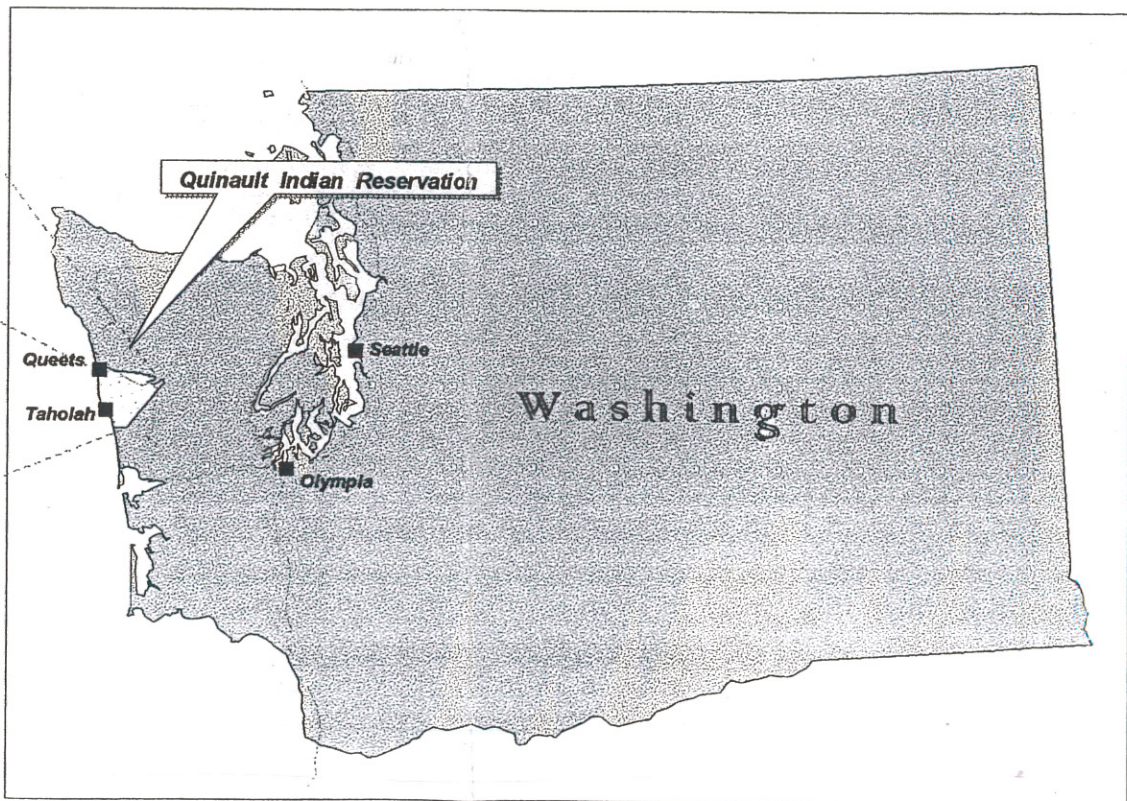 Quinault Indian Reservation
Queets.
Seattle
Taholah
Washington
Olympia